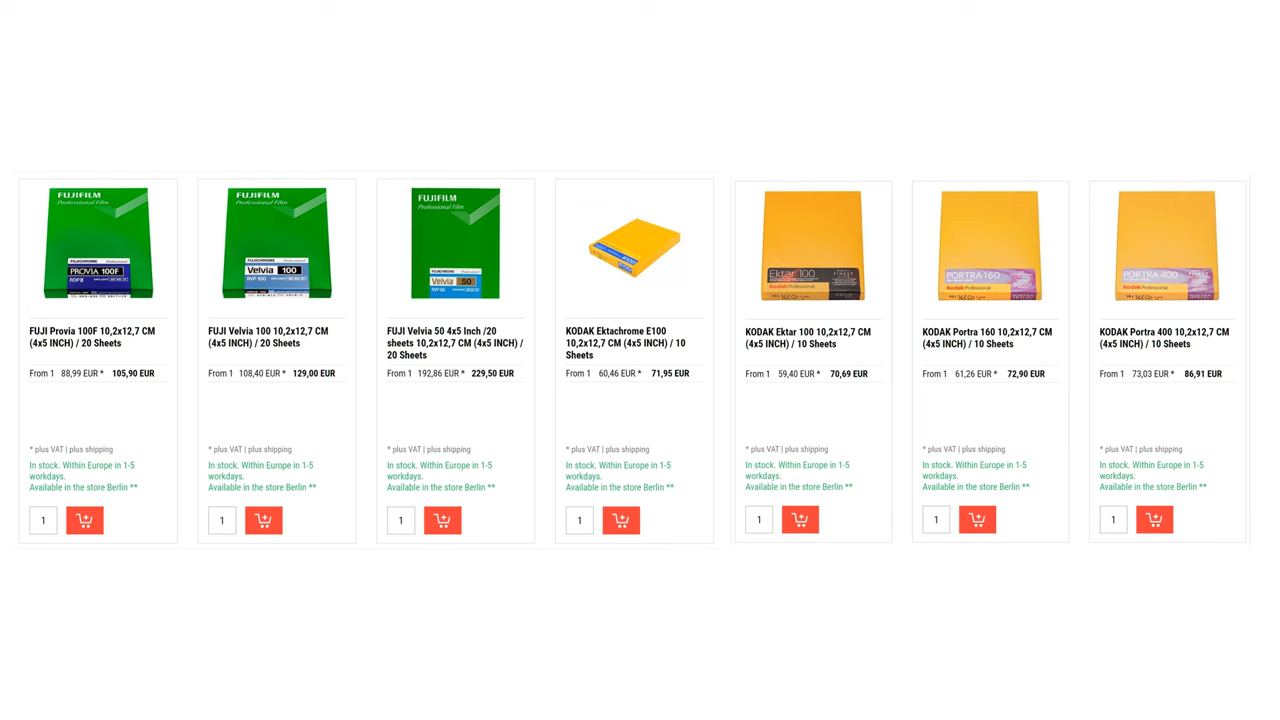 FUJIFILM
Professional Film
FUJICHROME
PROVIA 100F
RDP III
FUJI Provia 100F 10,2x12,7 CM
(4x5 INCH) / 20 Sheets
From 1 88,99 EUR * 105,90 EUR
* plus VAT | plus shipping
In stock. Within Europe in 1-5
workdays.
Available in the store Berlin **
1
FUJIFILM
Professional Film
FUJICHROME
Velvia 100
RVP 100
FUJI Velvia 100 10,2x12,7 CM
(4x5 INCH) / 20 Sheets
From 1 108,40 EUR * 129,00 EUR
* plus VAT | plus shipping
In stock. Within Europe in 1-5
workdays.
Available in the store Berlin **
1
FUJIFILM
Professional Film
FUJICHROME
Velvia 50
RVP 50
FUJI Velvia 50 4x5 Inch /20
sheets 10,2x12,7 CM (4x5 INCH) /
20 Sheets
From 1 192,86 EUR * 229,50 EUR
* plus VAT | plus shipping
In stock. Within Europe in 1-5
workdays.
Available in the store Berlin **
1
KODAK Ektachrome E100
10,2x12,7 CM (4x5 INCH) / 10
Sheets
From 1 60,46 EUR * 71,95 EUR
* plus VAT | plus shipping
In stock. Within Europe in 1-5
workdays.
Available in the store Berlin **
1
Ektar 100
FINEST
Kodak Professional
KODAK Ektar 100 10,2x12,7 CM
(4x5 INCH) / 10 Sheets
From 1 59,40 EUR * 70,69 EUR
* plus VAT | plus shipping
In stock. Within Europe in 1-5
workdays.
Available in the store Berlin **
1
PORTRA 160
FINEST
Kodak Professional
KODAK Portra 160 10,2x12,7 CM
(4x5 INCH) / 10 Sheets
From 1 61,26 EUR * 72,90 EUR
* plus VAT | plus shipping
In stock. Within Europe in 1-5
workdays.
Available in the store Berlin **
1
PORTRA 400
FINEST
Kodak Professional
KODAK Portra 400 10,2x12,7 CM
(4x5 INCH) / 10 Sheets
From 1 73,03 EUR * 86,91 EUR
* plus VAT | plus shipping
In stock. Within Europe in 1-5
workdays.
Available in the store Berlin **
1